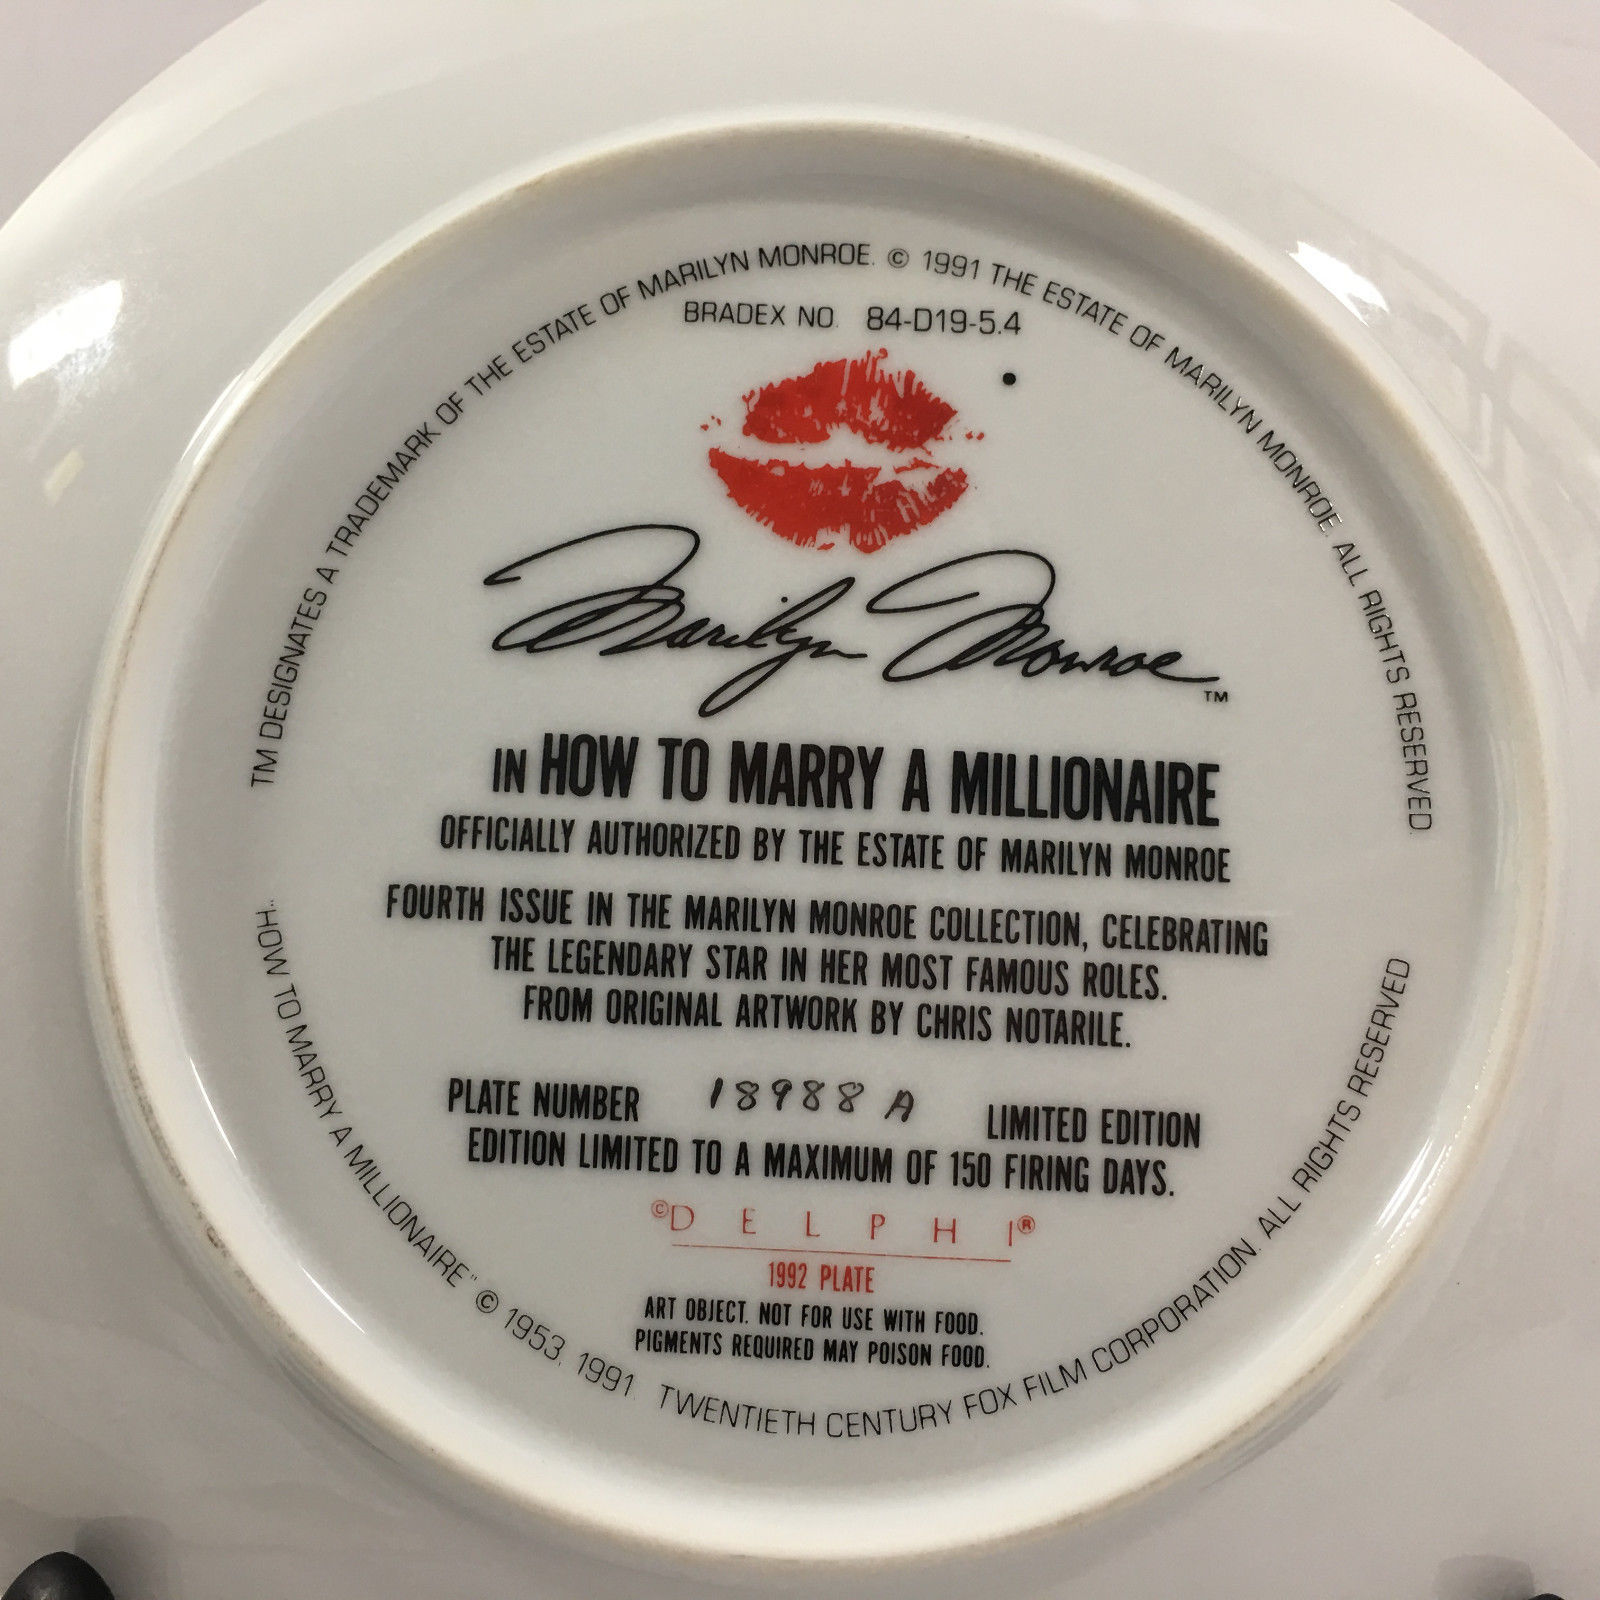 TM DESIGNATES A TRADEMARK OF THE ESTATE OF MARILYN MONROE. © 1991 THE ESTATE OF MARILYN MONROE. ALL RIGHTS RESERVED
BRADEX NO. 84-D19-5.4
Marilyn Monroe™
IN HOW TO MARRY A MILLIONAIRE
OFFICIALLY AUTHORIZED BY THE ESTATE OF MARILYN MONROE
FOURTH ISSUE IN THE MARILYN MONROE COLLECTION, CELEBRATING
THE LEGENDARY STAR IN HER MOST FAMOUS ROLES.
FROM ORIGINAL ARTWORK BY CHRIS NOTARILE.
PLATE NUMBER 18988 A LIMITED EDITION
EDITION LIMITED TO A MAXIMUM OF 150 FIRING DAYS.
©DELPHI®
1992 PLATE
ART OBJECT. NOT FOR USE WITH FOOD.
PIGMENTS REQUIRED MAY POISON FOOD.
"HOW TO MARRY A MILLIONAIRE" © 1953, 1991 TWENTIETH CENTURY FOX FILM CORPORATION. ALL RIGHTS RESERVED